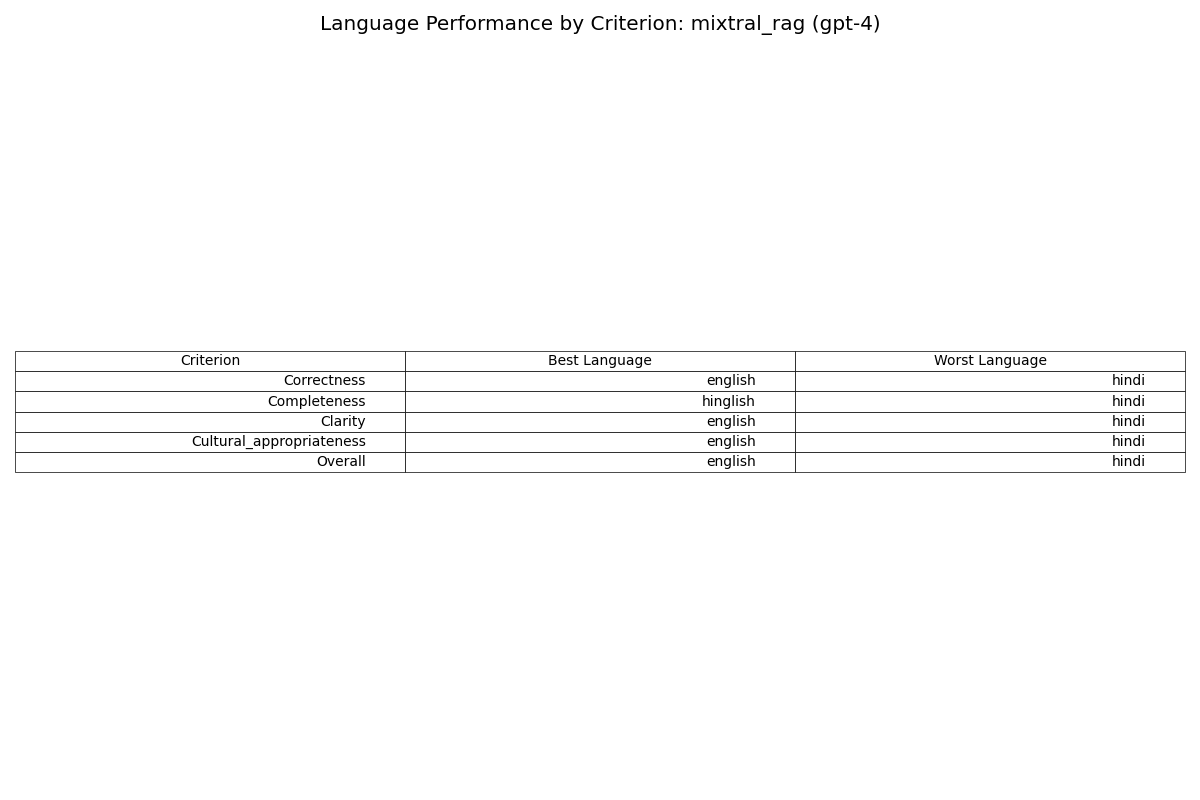 Language Performance by Criterion: mixtral_rag (gpt-4)
Criterion Best Language Worst Language
Correctness english hindi
Completeness hinglish hindi
Clarity english hindi
Cultural_appropriateness english hindi
Overall english hindi